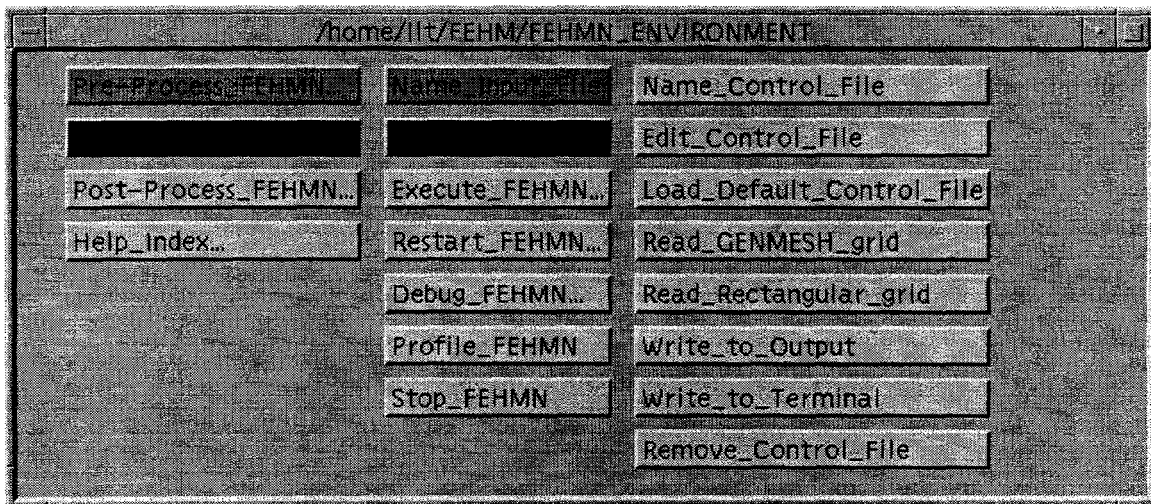 /home/llt/FEHM/FEHMN_ENVIRONMENT
Pre-Process_FEHMN...
Name_Input_File
Name_Control_File
Edit_Control_File
Post-Process_FEHMN...
Execute_FEHMN...
Load_Default_Control_File
Help_Index...
Restart_FEHMN...
Read_GENMESH_grid
Debug_FEHMN...
Read_Rectangular_grid
Profile_FEHMN
Write_to_Output
Stop_FEHMN
Write_to_Terminal
Remove_Control_File